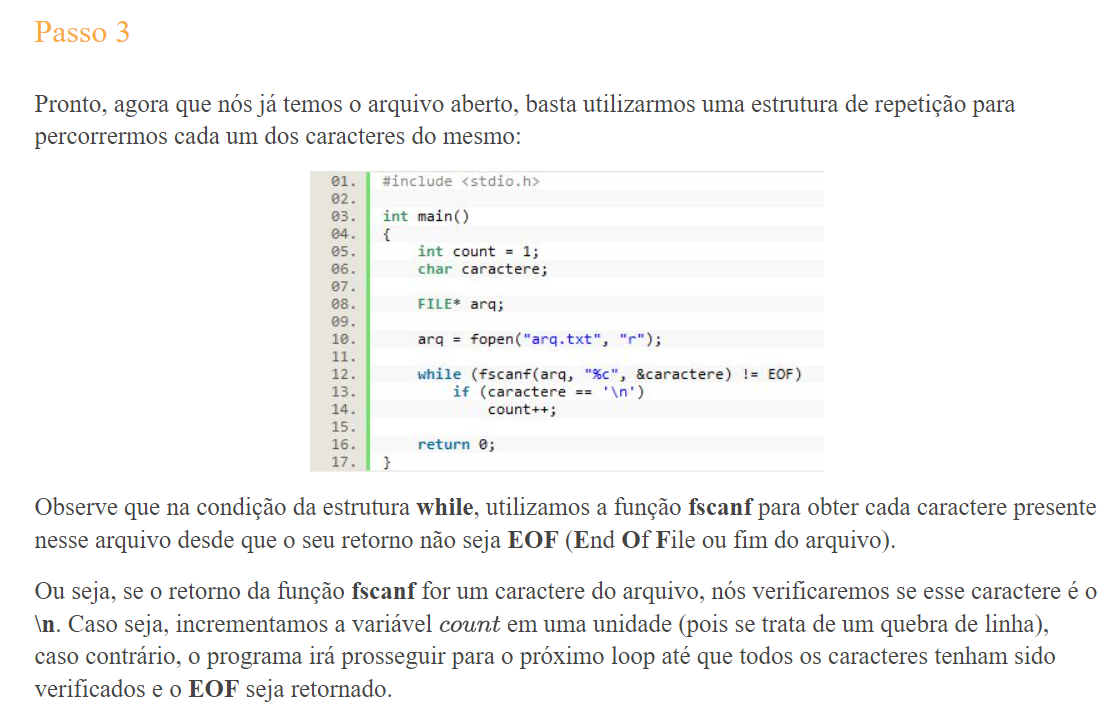 Passo 3
Pronto, agora que nós já temos o arquivo aberto, basta utilizarmos uma estrutura de repetição para
percorrermos cada um dos caracteres do mesmo:
01. #include <stdio.h>
02.
03. int main()
04. {
05.     int count = 1;
06.     char caractere;
07.
08.     FILE* arq;
09.
10.     arq = fopen("arq.txt", "r");
11.
12.     while (fscanf(arq, "%c", &caractere) != EOF)
13.         if (caractere == '\n')
14.             count++;
15.
16.     return 0;
17. }
Observe que na condição da estrutura while, utilizamos a função fscanf para obter cada caractere presente
nesse arquivo desde que o seu retorno não seja EOF (End Of File ou fim do arquivo).
Ou seja, se o retorno da função fscanf for um caractere do arquivo, nós verificaremos se esse caractere é o
\n. Caso seja, incrementamos a variável count em uma unidade (pois se trata de um quebra de linha),
caso contrário, o programa irá prosseguir para o próximo loop até que todos os caracteres tenham sido
verificados e o EOF seja retornado.